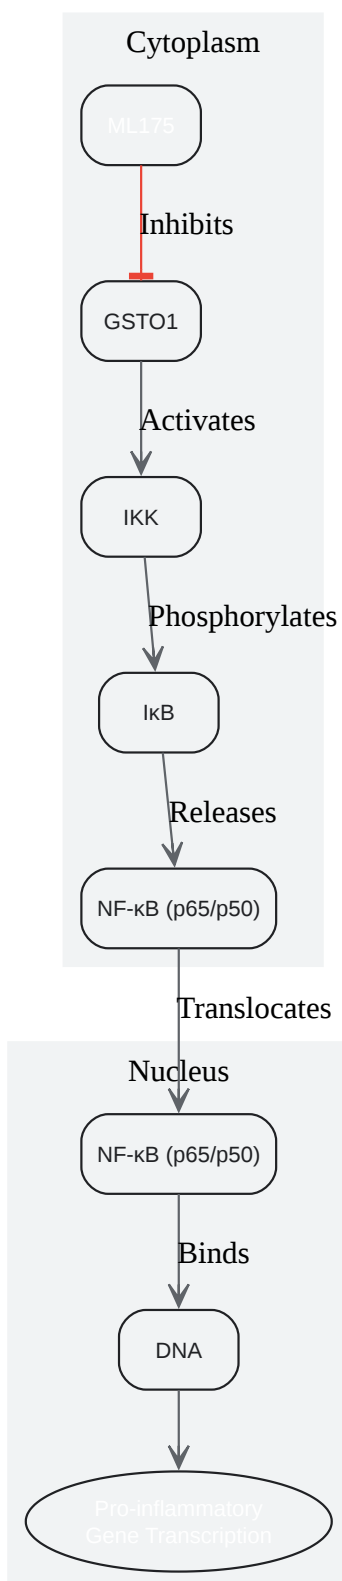 Cytoplasm
ML175
Inhibits
GSTO1
Activates
IKK
Phosphorylates
IκB
Releases
NF-κB (p65/p50)
Translocates
Nucleus
NF-κB (p65/p50)
Binds
DNA
Pro-inflammatory
Gene Transcription